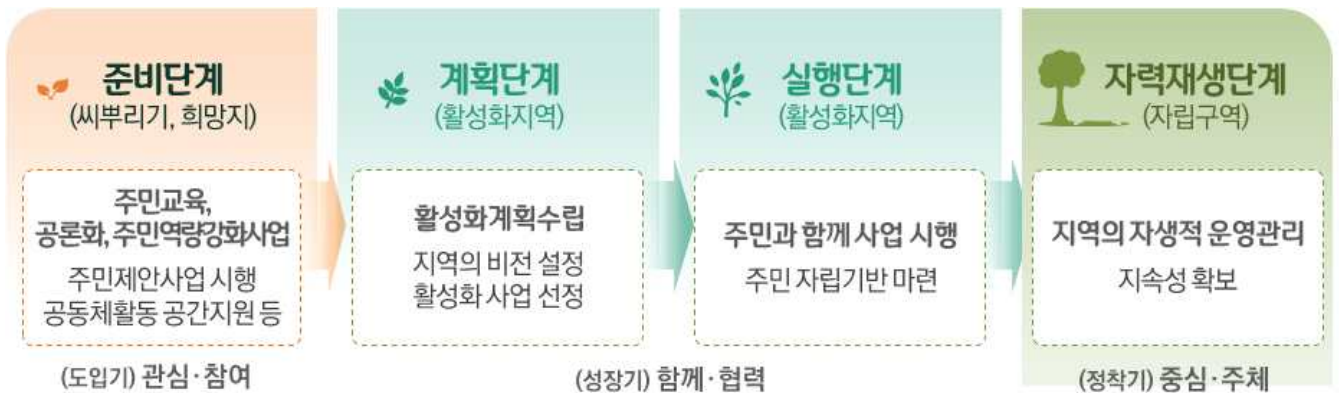 준비단계
(씨뿌리기, 희망지)
주민교육,
공론화, 주민역량강화사업
주민제안사업 시행
공동체활동 공간지원 등
(도입기) 관심·참여
계획단계
(활성화지역)
활성화계획수립
지역의 비전 설정
활성화 사업 선정
실행단계
(활성화지역)
주민과 함께 사업 시행
주민 자립기반 마련
(성장기) 함께·협력
자력재생단계
(자립구역)
지역의 자생적 운영관리
지속성 확보
(정착기) 중심·주체